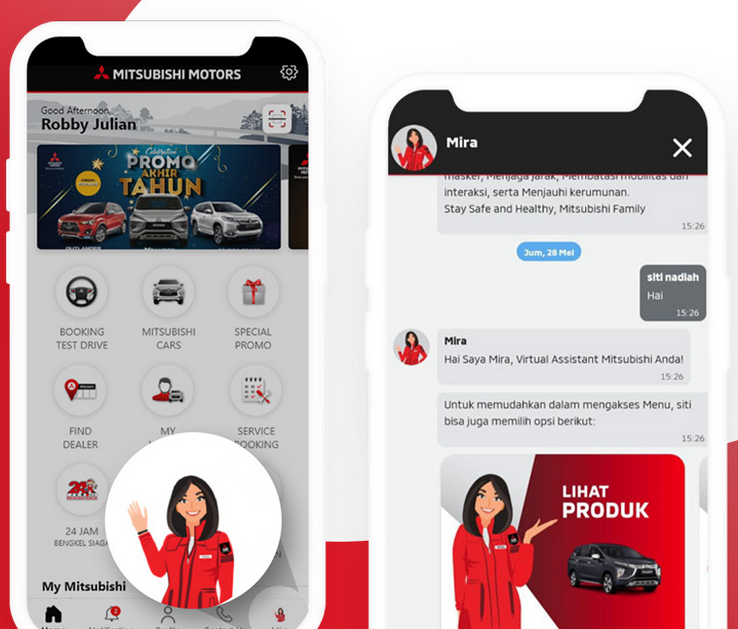 MITSUBISHI MOTORS
Good Afternoon,
Robby Julian
Celebration
PROMO
AKHIR
TAHUN
OUTLANDER
BOOKING
TEST DRIVE
MITSUBISHI
CARS
SPECIAL
PROMO
FIND
DEALER
MY
SERVICE
BOOKING
24 JAM
BENGKEL SIAGA
My Mitsubishi
2
Mira
masker, Menjaga jarak, Membatasi mobilitas dan
interaksi, serta Menjauhi kerumunan.
Stay Safe and Healthy, Mitsubishi Family
15:26
Jum, 28 Mei
siti nadiah
Hai
15:26
Mira
Hai Saya Mira, Virtual Assistant Mitsubishi Anda!
15:26
Untuk memudahkan dalam mengakses Menu, siti
bisa juga memilih opsi berikut:
15:26
LIHAT
PRODUK